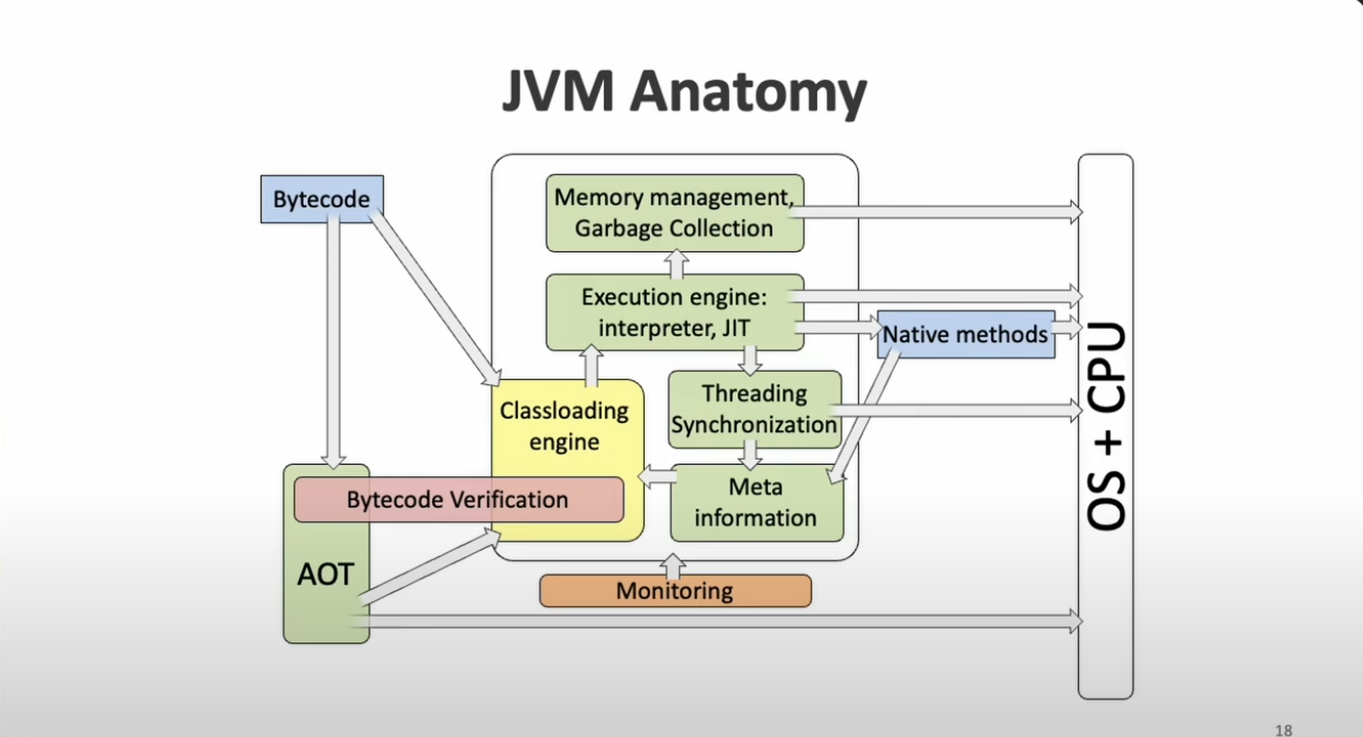 JVM Anatomy
Bytecode
Memory management,
Garbage Collection
Execution engine:
interpreter, JIT
Native methods
Classloading
engine
Threading
Synchronization
Bytecode Verification
Meta
information
AOT
Monitoring
OS + CPU
18